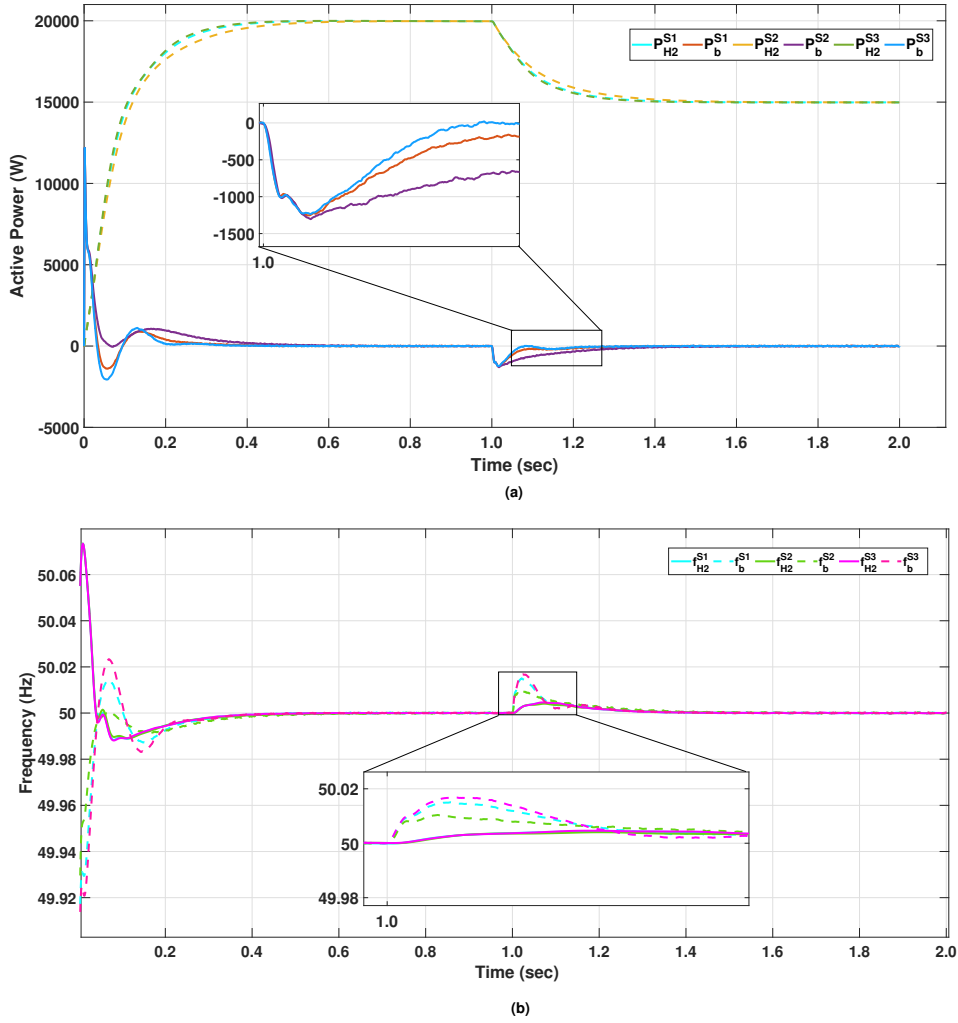 20000
15000
10000
5000
0
-5000
Active Power (W)
P_H2^S1 P_b^S1 P_H2^S2 P_b^S2 P_H2^S3 P_b^S3
0
-500
-1000
-1500
1.0
0 0.2 0.4 0.6 0.8 1.0 1.2 1.4 1.6 1.8 2.0
Time (sec)
(a)
50.06
50.04
50.02
50
49.98
49.96
49.94
49.92
Frequency (Hz)
f_H2^S1 f_b^S1 f_H2^S2 f_b^S2 f_H2^S3 f_b^S3
50.02
50
49.98
1.0
0.2 0.4 0.6 0.8 1.0 1.2 1.4 1.6 1.8 2.0
Time (sec)
(b)